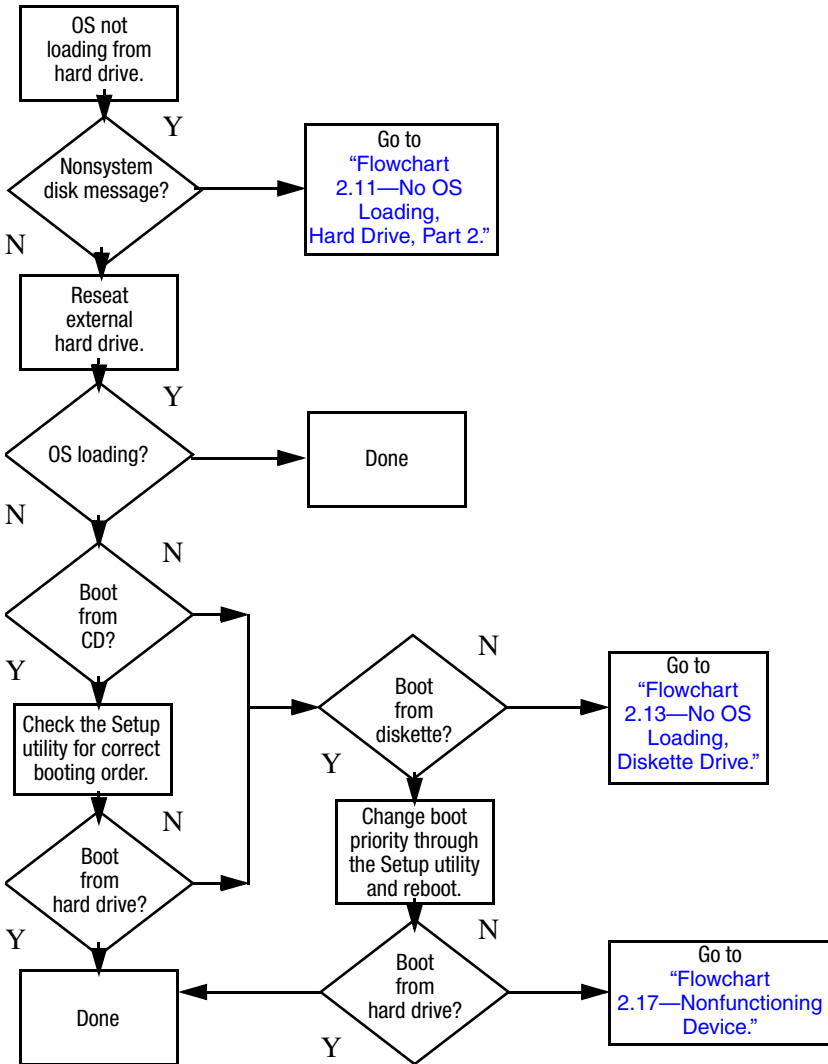 OS not
loading from
hard drive.
Y
Nonsystem
disk message?
Go to
“Flowchart
2.11—No OS
Loading,
Hard Drive, Part 2.”
N
Reseat
external
hard drive.
Y
OS loading?
Done
N
N
Boot
from
CD?
Y
N
Boot
from
diskette?
Go to
“Flowchart
2.13—No OS
Loading,
Diskette Drive.”
Check the Setup
utility for correct
booting order.
Y
N
Change boot
priority through
the Setup utility
and reboot.
Boot
from
hard drive?
Y
N
Done
Boot
from
hard drive?
Go to
“Flowchart
2.17—Nonfunctioning
Device.”
Y